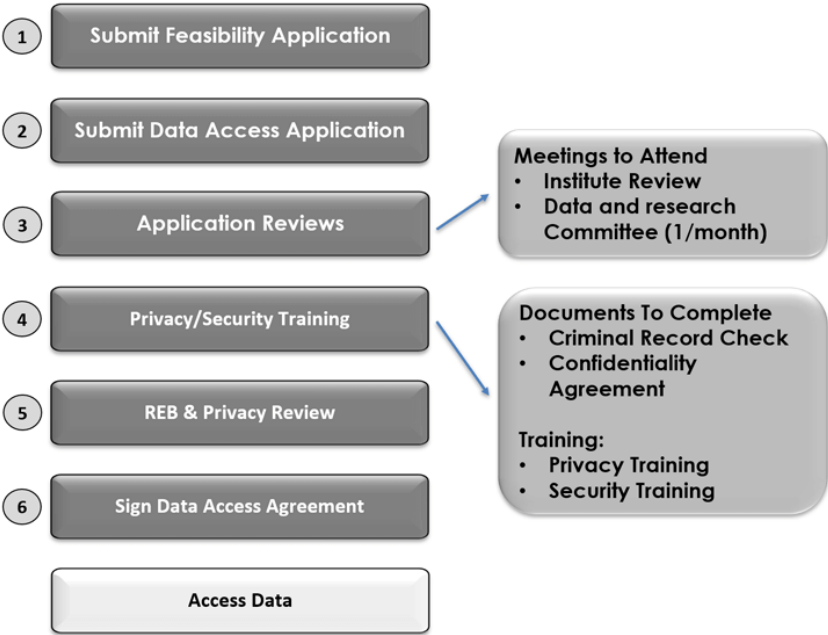 1 Submit Feasibility Application
2 Submit Data Access Application
3 Application Reviews
Meetings to Attend
• Institute Review
• Data and research
Committee (1/month)
4 Privacy/Security Training
Documents To Complete
• Criminal Record Check
• Confidentiality
Agreement
Training:
• Privacy Training
• Security Training
5 REB & Privacy Review
6 Sign Data Access Agreement
Access Data